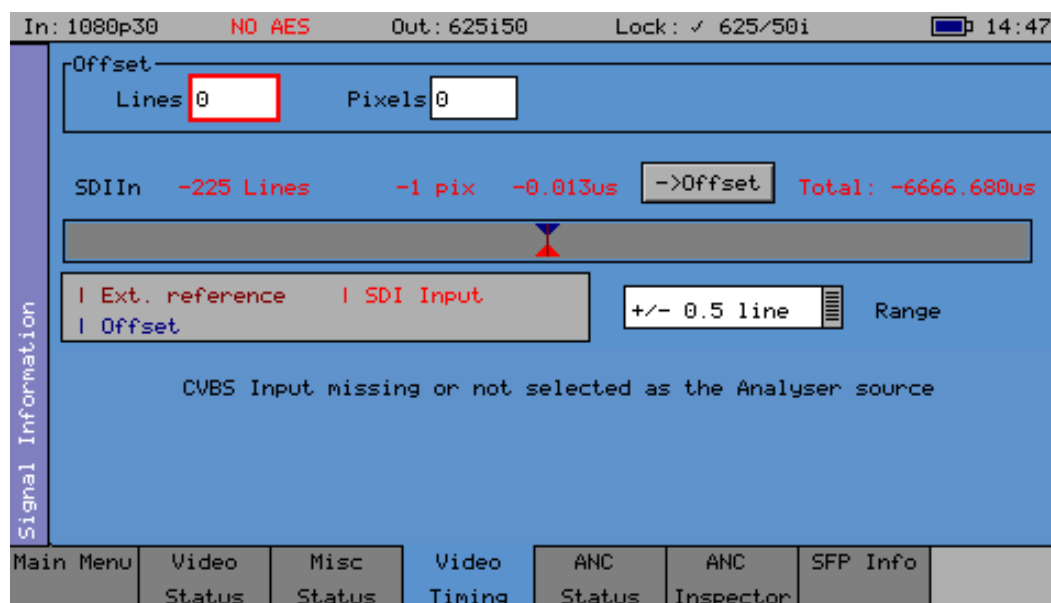 In: 1080p30 NO AES Out: 625i50 Lock: ✓ 625/50i 14:47
Offset
Lines 0 Pixels 0
SDIIn -225 Lines -1 pix -0.013us ->Offset Total: -6666.680us
| Ext. reference | SDI Input
| Offset
+/- 0.5 line Range
CVBS Input missing or not selected as the Analyser source
Signal Information
Main Menu Video Misc Video ANC ANC SFP Info
Status Status Timing Status Inspector